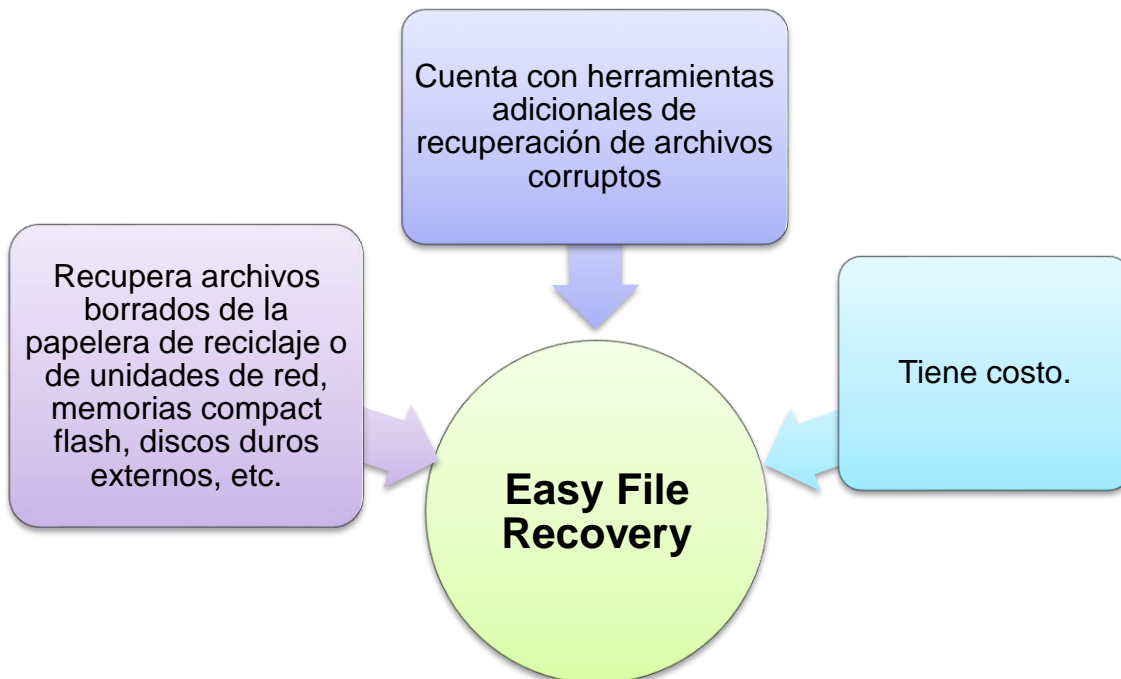 Cuenta con herramientas
adicionales de
recuperación de archivos
corruptos
Recupera archivos
borrados de la
papelera de reciclaje o
de unidades de red,
memorias compact
flash, discos duros
externos, etc.
Tiene costo.
Easy File
Recovery